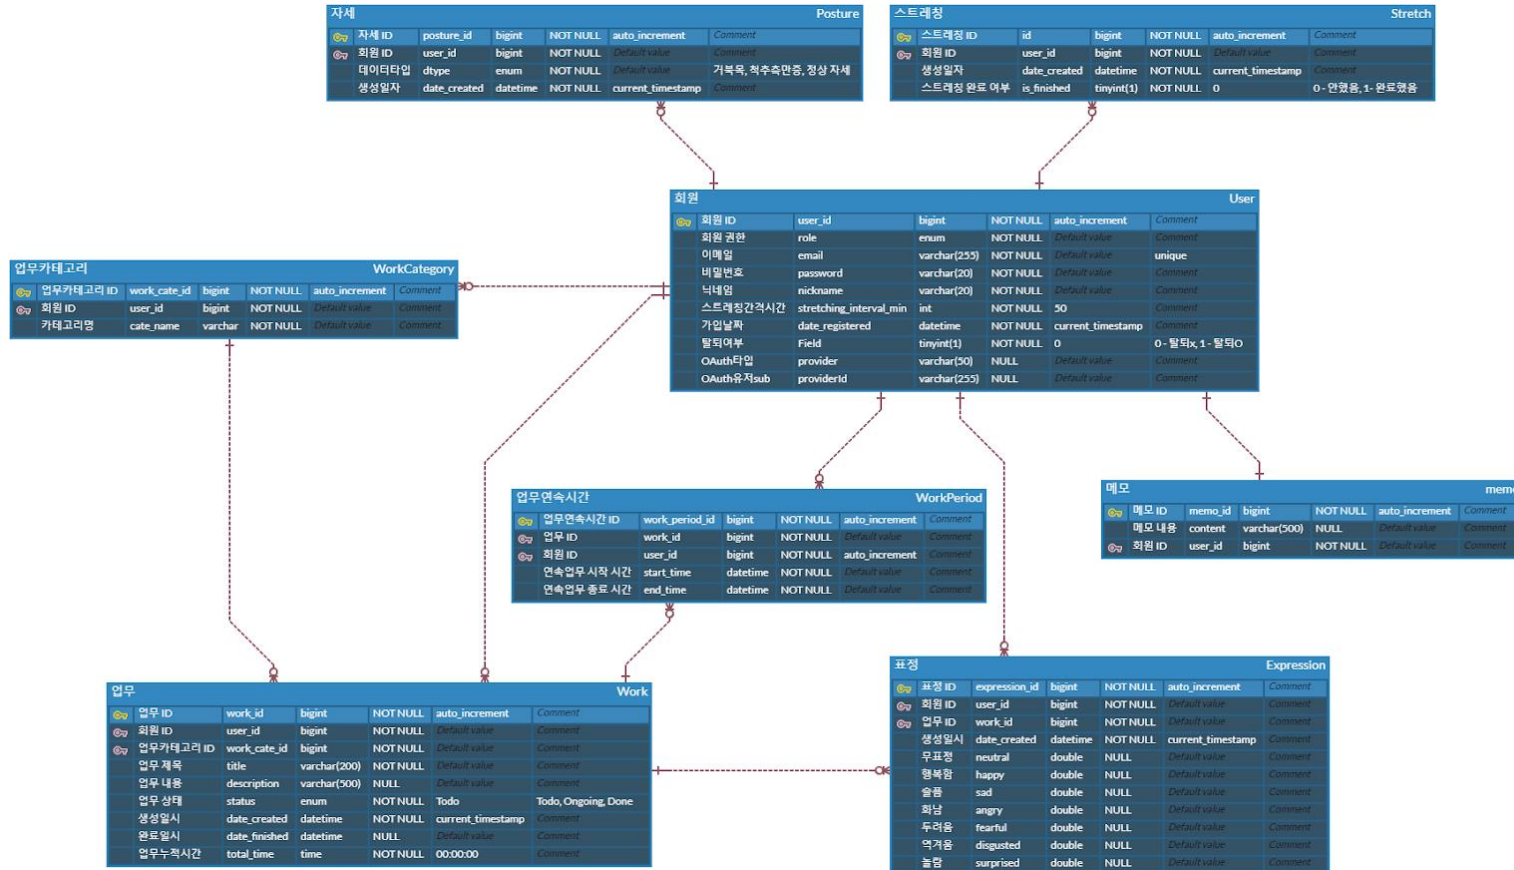 자세 Posture
자세 ID posture_id bigint NOT NULL auto_increment Comment
회원 ID user_id bigint NOT NULL Default value Comment
데이터타입 dtype enum NOT NULL Default value 거북목, 척추측만증, 정상 자세
생성일자 date_created datetime NOT NULL current_timestamp Comment
스트레칭 Stretch
스트레칭 ID id bigint NOT NULL auto_increment Comment
회원 ID user_id bigint NOT NULL Default value Comment
생성일자 date_created datetime NOT NULL current_timestamp Comment
스트레칭 완료 여부 is_finished tinyint(1) NOT NULL 0 0 - 안했음, 1 - 완료했음
회원 User
회원 ID user_id bigint NOT NULL auto_increment Comment
회원 권한 role enum NOT NULL Default value Comment
이메일 email varchar(255) NOT NULL Default value unique
비밀번호 password varchar(20) NOT NULL Default value Comment
닉네임 nickname varchar(20) NOT NULL Default value Comment
스트레칭간격시간 stretching_interval_min int NOT NULL 50 Comment
가입날짜 date_registered datetime NOT NULL current_timestamp Comment
탈퇴여부 Field tinyint(1) NOT NULL 0 0 - 탈퇴x, 1 - 탈퇴O
OAuth타입 provider varchar(50) NULL Default value Comment
OAuth유저sub providerId varchar(255) NULL Default value Comment
업무카테고리 WorkCategory
업무카테고리 ID work_cate_id bigint NOT NULL auto_increment Comment
회원 ID user_id bigint NOT NULL Default value Comment
카테고리명 cate_name varchar NOT NULL Default value Comment
업무연속시간 WorkPeriod
업무연속시간 ID work_period_id bigint NOT NULL auto_increment Comment
업무 ID work_id bigint NOT NULL Default value Comment
회원 ID user_id bigint NOT NULL auto_increment Comment
연속업무 시작 시간 start_time datetime NOT NULL Default value Comment
연속업무 종료 시간 end_time datetime NOT NULL Default value Comment
메모 memo
메모 ID memo_id bigint NOT NULL auto_increment Comment
메모 내용 content varchar(500) NULL Default value Comment
회원 ID user_id bigint NOT NULL Default value Comment
업무 Work
업무 ID work_id bigint NOT NULL auto_increment Comment
회원 ID user_id bigint NOT NULL Default value Comment
업무카테고리 ID work_cate_id bigint NOT NULL Default value Comment
업무 제목 title varchar(200) NOT NULL Default value Comment
업무 내용 description varchar(500) NULL Default value Comment
업무 상태 status enum NOT NULL Todo Todo, Ongoing, Done
생성일시 date_created datetime NOT NULL current_timestamp Comment
완료일시 date_finished datetime NULL Default value Comment
업무누적시간 total_time time NOT NULL 00:00:00 Comment
표정 Expression
표정 ID expression_id bigint NOT NULL auto_increment Comment
회원 ID user_id bigint NOT NULL Default value Comment
업무 ID work_id bigint NOT NULL Default value Comment
생성일시 date_created datetime NOT NULL current_timestamp Comment
무표정 neutral double NULL Default value Comment
행복함 happy double NULL Default value Comment
슬픔 sad double NULL Default value Comment
화남 angry double NULL Default value Comment
두려움 fearful double NULL Default value Comment
역겨움 disgusted double NULL Default value Comment
놀람 surprised double NULL Default value Comment